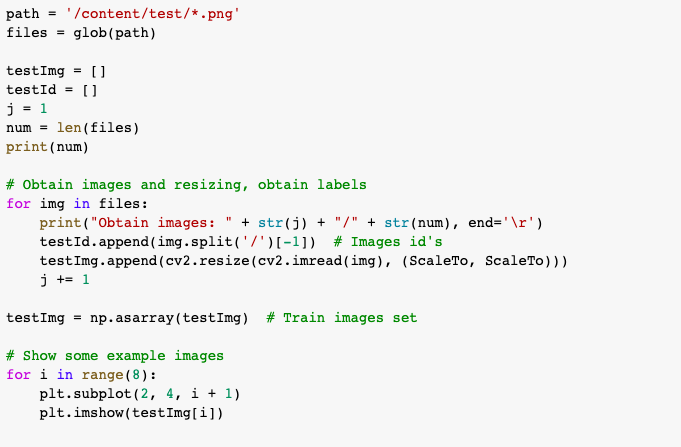 path = '/content/test/*.png'
files = glob(path)

testImg = []
testId = []
j = 1
num = len(files)
print(num)

# Obtain images and resizing, obtain labels
for img in files:
    print("Obtain images: " + str(j) + "/" + str(num), end='\r')
    testId.append(img.split('/')[-1])  # Images id's
    testImg.append(cv2.resize(cv2.imread(img), (ScaleTo, ScaleTo)))
    j += 1

testImg = np.asarray(testImg)  # Train images set

# Show some example images
for i in range(8):
    plt.subplot(2, 4, i + 1)
    plt.imshow(testImg[i])